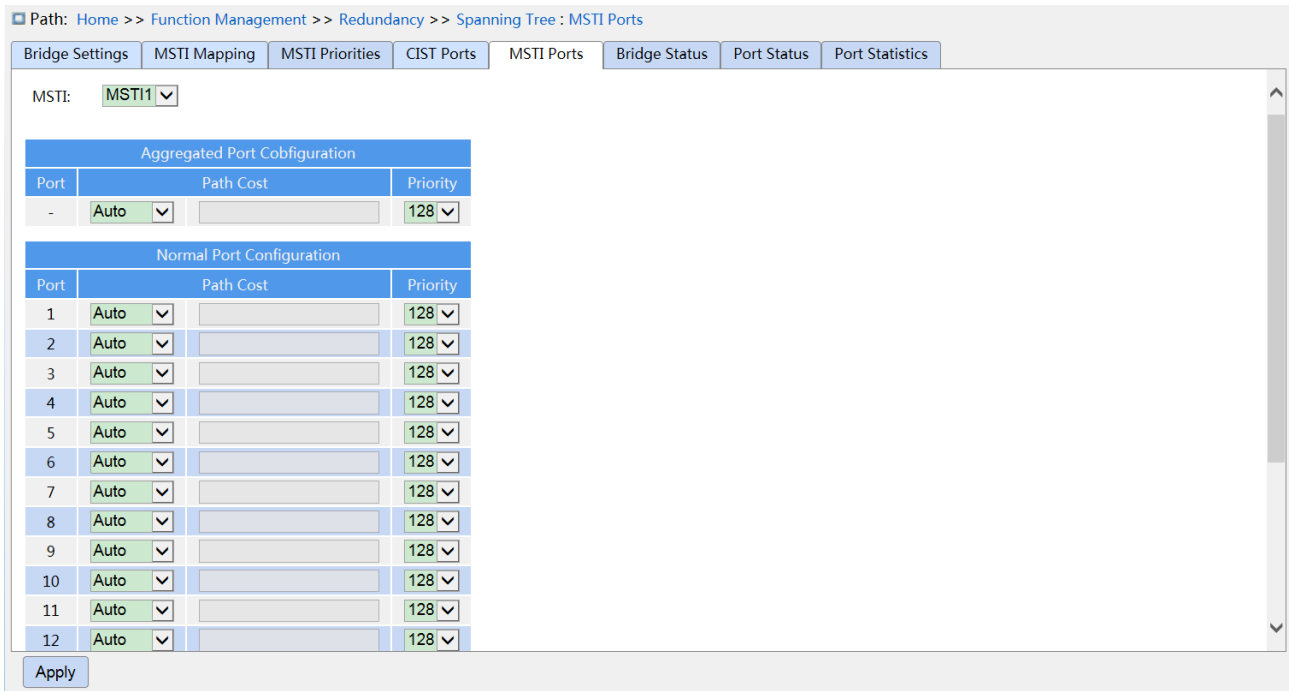 Path: Home >> Function Management >> Redundancy >> Spanning Tree : MSTI Ports
Bridge Settings MSTI Mapping MSTI Priorities CIST Ports MSTI Ports Bridge Status Port Status Port Statistics
MSTI: MSTI1
Aggregated Port Cobfiguration
Port Path Cost Priority
- Auto 128
Normal Port Configuration
Port Path Cost Priority
1 Auto 128
2 Auto 128
3 Auto 128
4 Auto 128
5 Auto 128
6 Auto 128
7 Auto 128
8 Auto 128
9 Auto 128
10 Auto 128
11 Auto 128
12 Auto 128
Apply